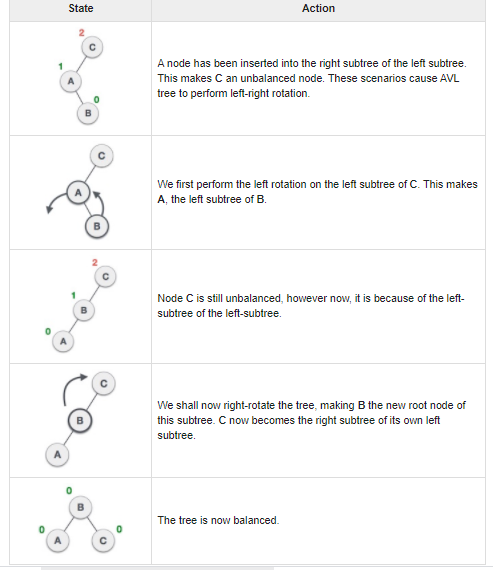 State Action
2
C
1
A
0
B
A node has been inserted into the right subtree of the left subtree.
This makes C an unbalanced node. These scenarios cause AVL
tree to perform left-right rotation.
C
A
B
We first perform the left rotation on the left subtree of C. This makes
A, the left subtree of B.
2
C
1
B
0
A
Node C is still unbalanced, however now, it is because of the left-
subtree of the left-subtree.
C
B
A
We shall now right-rotate the tree, making B the new root node of
this subtree. C now becomes the right subtree of its own left
subtree.
0
B
0 0
A C
The tree is now balanced.